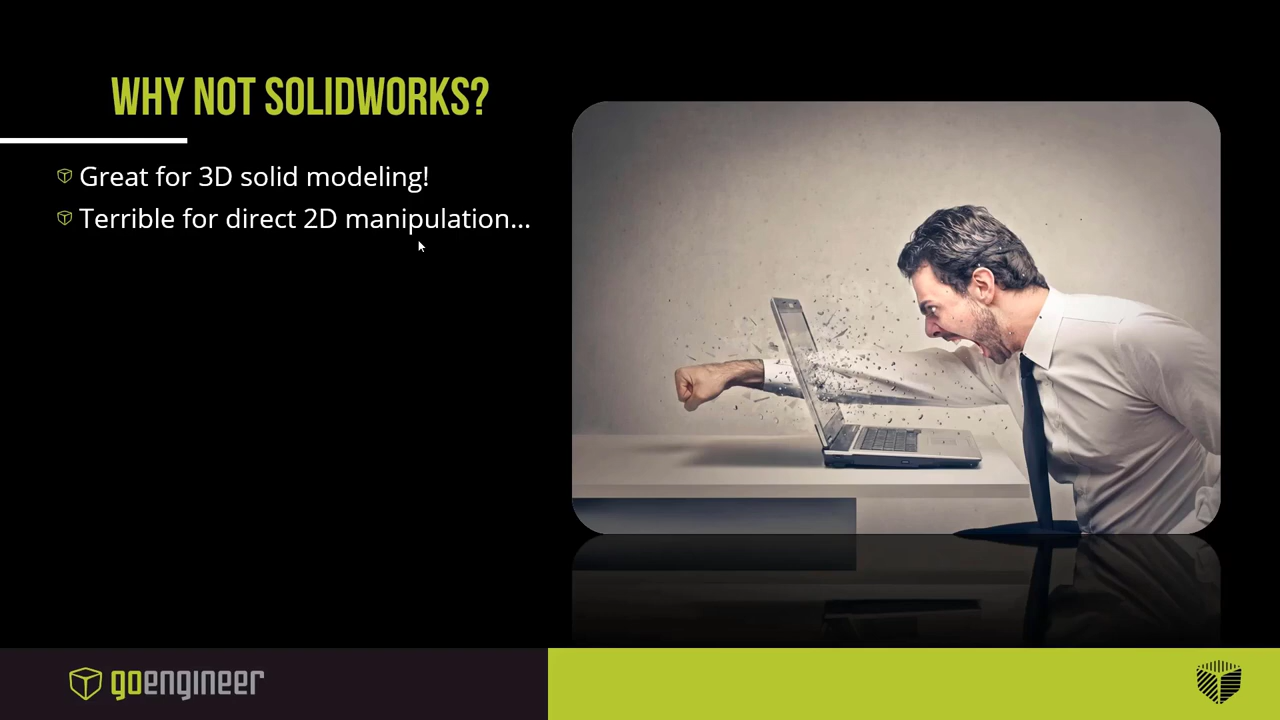 WHY NOT SOLIDWORKS?
Great for 3D solid modeling!
Terrible for direct 2D manipulation...
goengineer